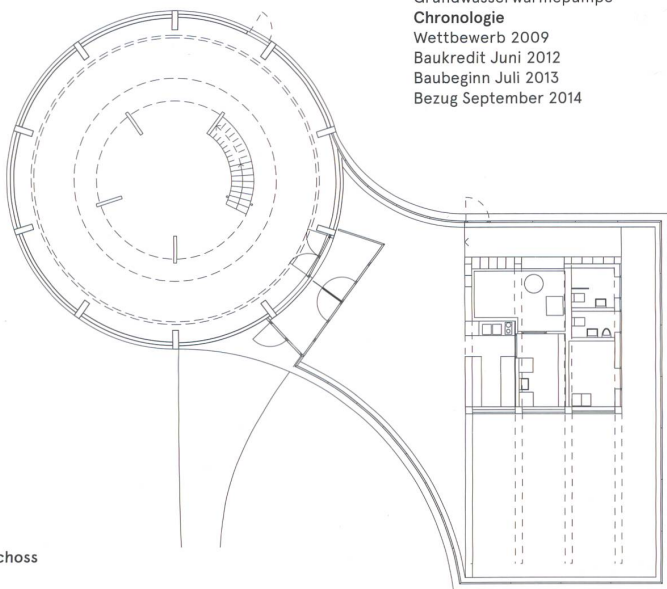 Grundwasserwärmepumpe
Chronologie
Wettbewerb 2009
Baukredit Juni 2012
Baubeginn Juli 2013
Bezug September 2014
choss